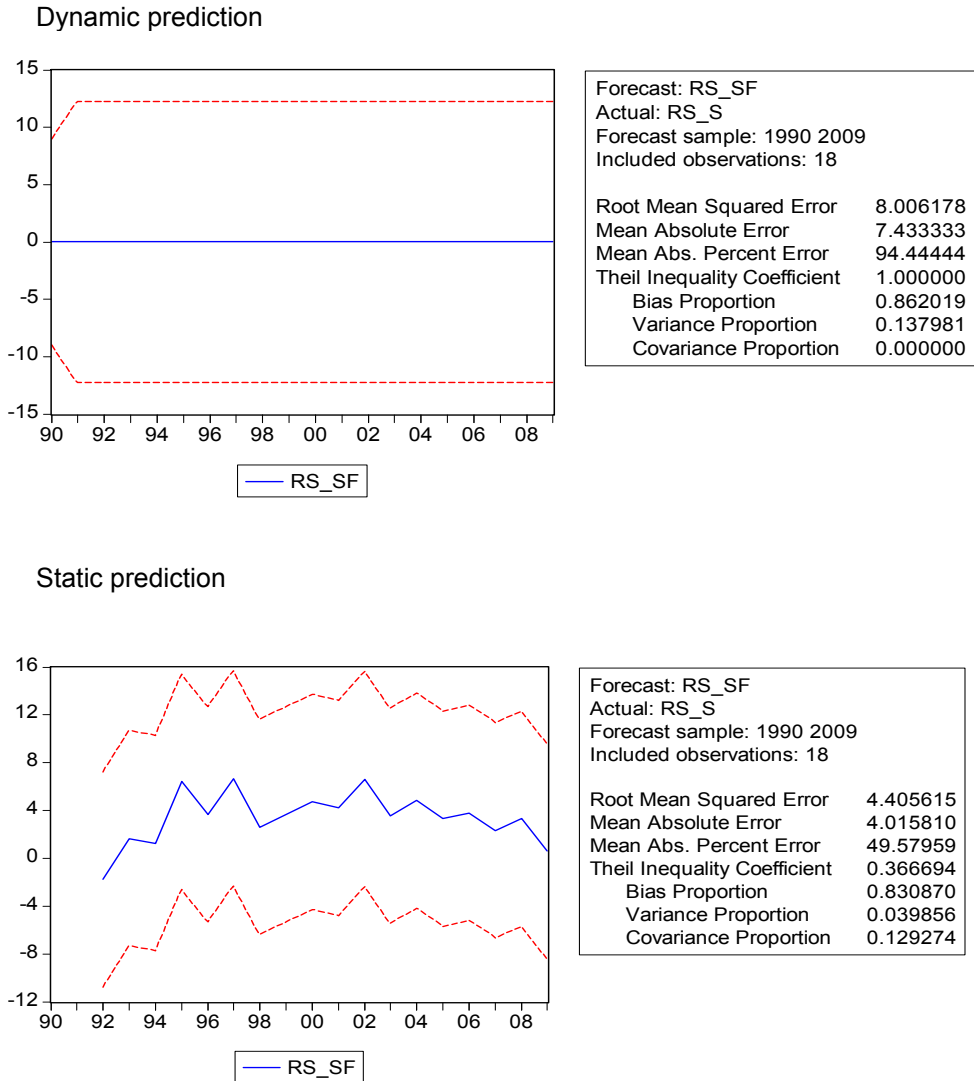 Dynamic prediction
15
10
5
0
-5
-10
-15
90 92 94 96 98 00 02 04 06 08
RS_SF
Forecast: RS_SF
Actual: RS_S
Forecast sample: 1990 2009
Included observations: 18
Root Mean Squared Error 8.006178
Mean Absolute Error 7.433333
Mean Abs. Percent Error 94.44444
Theil Inequality Coefficient 1.000000
Bias Proportion 0.862019
Variance Proportion 0.137981
Covariance Proportion 0.000000
Static prediction
16
12
8
4
0
-4
-8
-12
90 92 94 96 98 00 02 04 06 08
RS_SF
Forecast: RS_SF
Actual: RS_S
Forecast sample: 1990 2009
Included observations: 18
Root Mean Squared Error 4.405615
Mean Absolute Error 4.015810
Mean Abs. Percent Error 49.57959
Theil Inequality Coefficient 0.366694
Bias Proportion 0.830870
Variance Proportion 0.039856
Covariance Proportion 0.129274